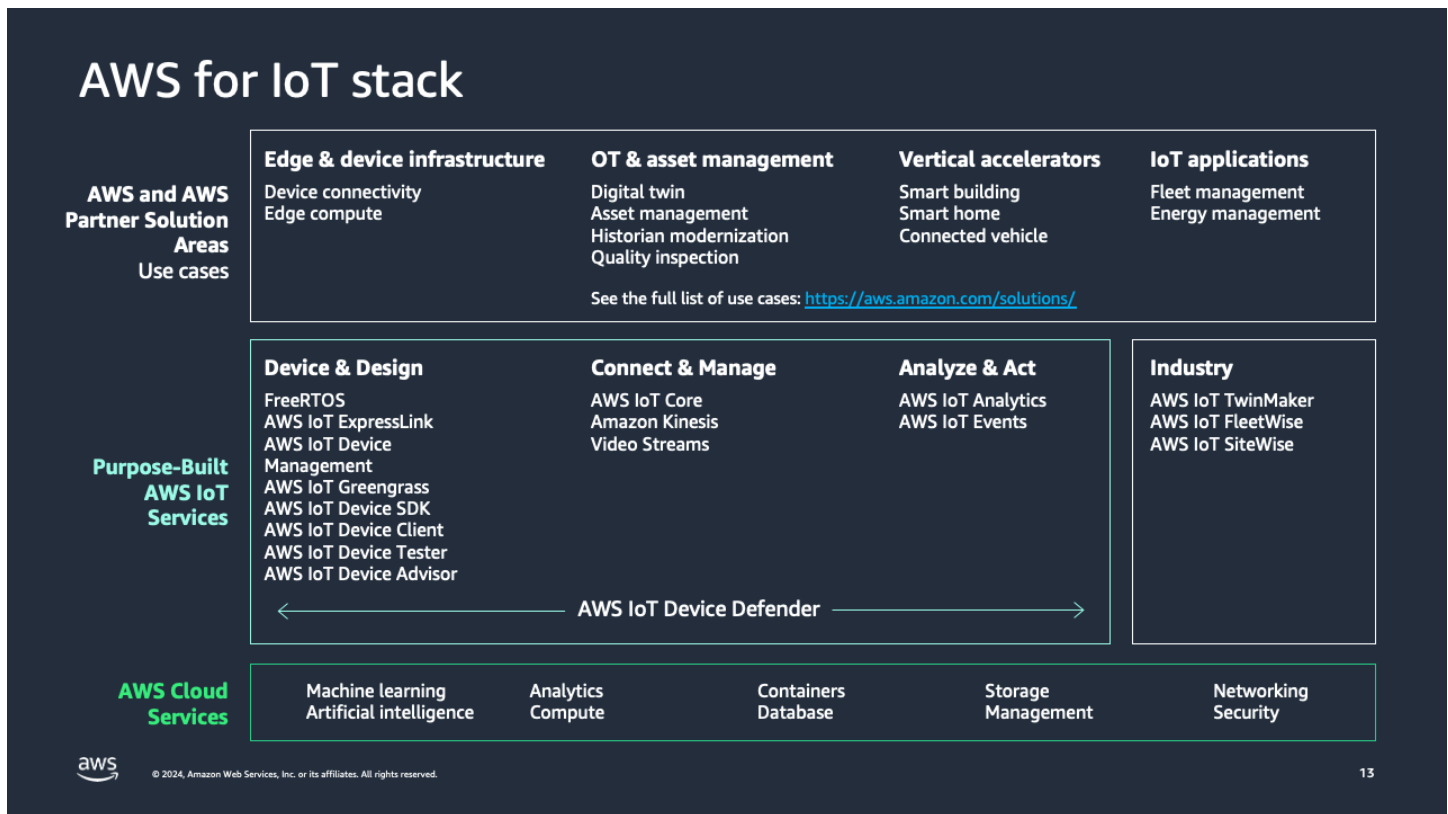 AWS for IoT stack
AWS and AWS
Partner Solution
Areas
Use cases
Edge & device infrastructure
Device connectivity
Edge compute
OT & asset management
Digital twin
Asset management
Historian modernization
Quality inspection
Vertical accelerators
Smart building
Smart home
Connected vehicle
IoT applications
Fleet management
Energy management
See the full list of use cases: https://aws.amazon.com/solutions/
Purpose-Built
AWS IoT
Services
Device & Design
FreeRTOS
AWS IoT ExpressLink
AWS IoT Device
Management
AWS IoT Greengrass
AWS IoT Device SDK
AWS IoT Device Client
AWS IoT Device Tester
AWS IoT Device Advisor
Connect & Manage
AWS IoT Core
Amazon Kinesis
Video Streams
Analyze & Act
AWS IoT Analytics
AWS IoT Events
AWS IoT Device Defender
Industry
AWS IoT TwinMaker
AWS IoT FleetWise
AWS IoT SiteWise
AWS Cloud
Services
Machine learning
Artificial intelligence
Analytics
Compute
Containers
Database
Storage
Management
Networking
Security
aws
© 2024, Amazon Web Services, Inc. or its affiliates. All rights reserved.
13